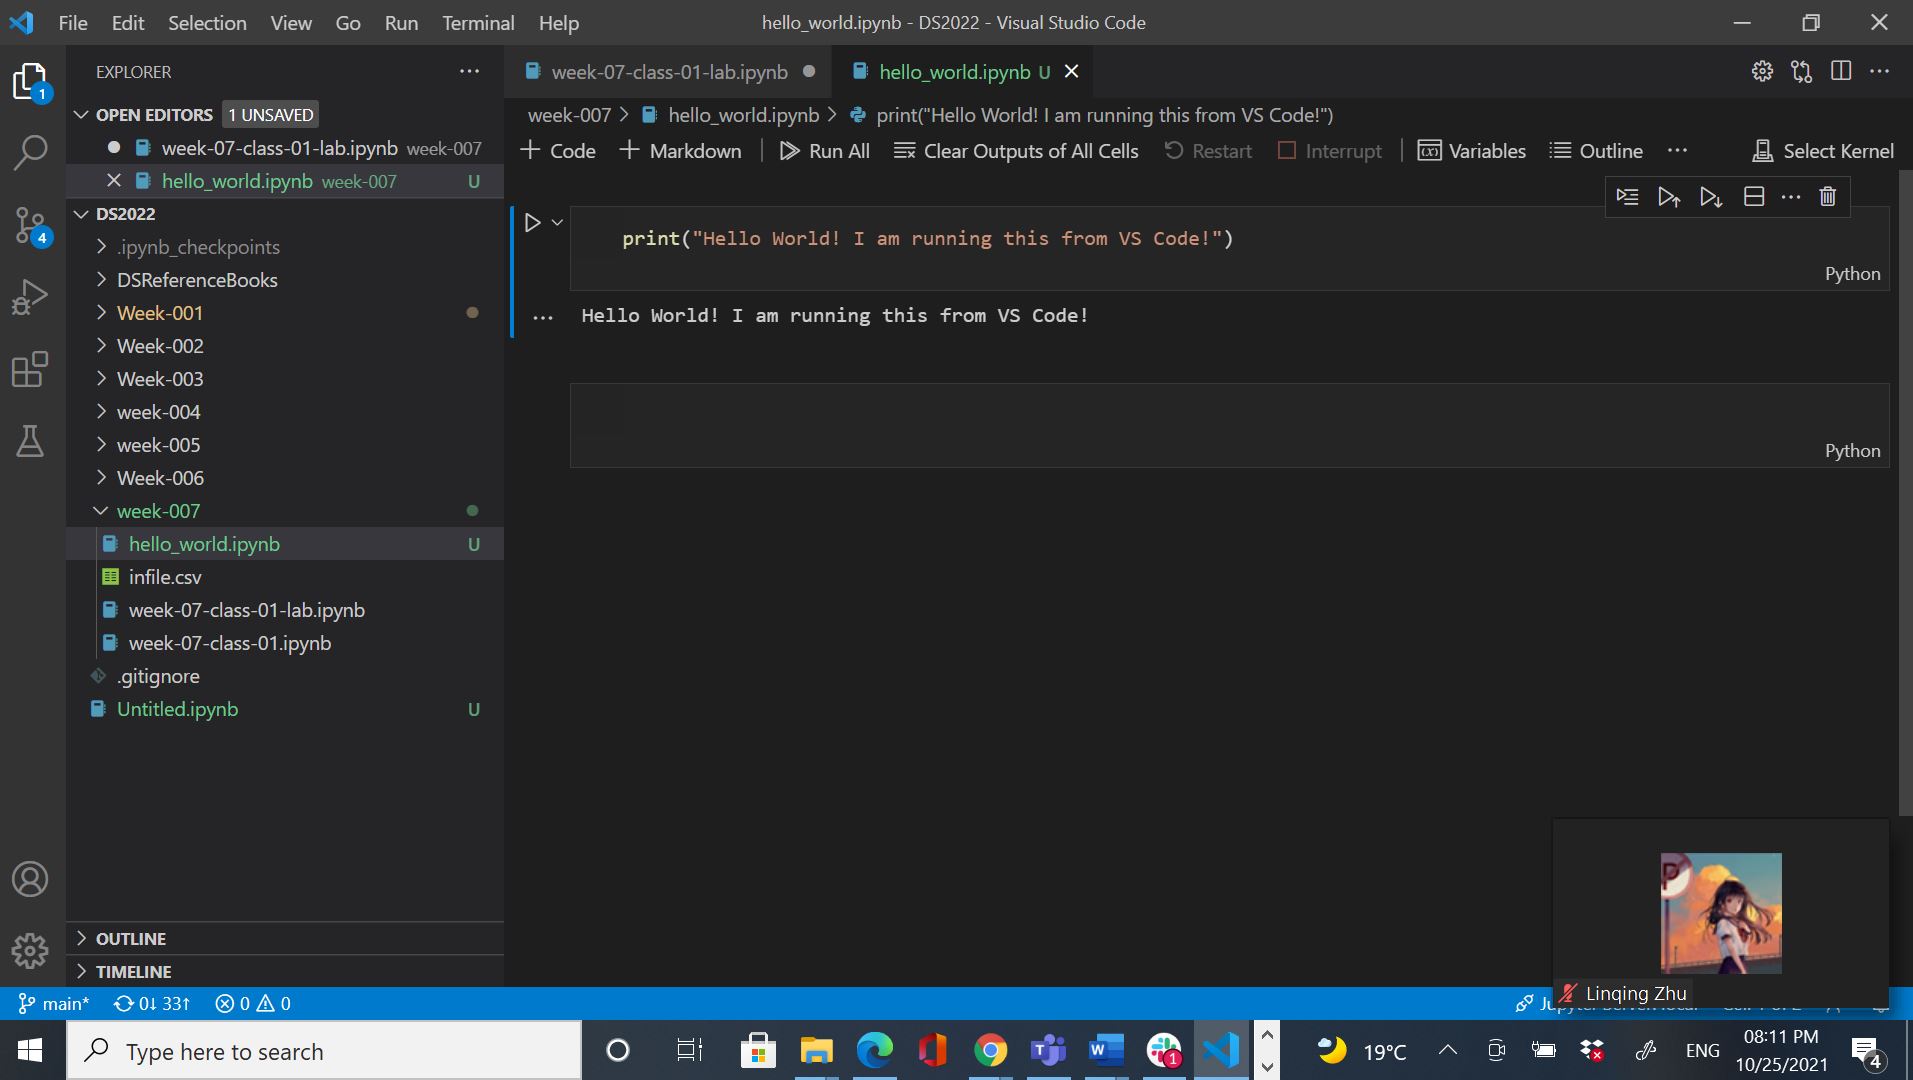 File Edit Selection View Go Run Terminal Help
hello_world.ipynb - DS2022 - Visual Studio Code
EXPLORER
1
OPEN EDITORS 1 UNSAVED
week-07-class-01-lab.ipynb week-007
hello_world.ipynb week-007 U
DS2022
4
.ipynb_checkpoints
DSReferenceBooks
Week-001
Week-002
Week-003
week-004
week-005
Week-006
week-007
hello_world.ipynb U
infile.csv
week-07-class-01-lab.ipynb
week-07-class-01.ipynb
.gitignore
Untitled.ipynb U
OUTLINE
TIMELINE
week-07-class-01-lab.ipynb
hello_world.ipynb U
week-007 > hello_world.ipynb > print("Hello World! I am running this from VS Code!")
+ Code + Markdown | Run All Clear Outputs of All Cells Restart Interrupt | Variables Outline ... Select Kernel
print("Hello World! I am running this from VS Code!")
Python
Hello World! I am running this from VS Code!
Python
P
Linqing Zhu
main* 0↓ 33↑ 0 0
Type here to search
1
19°C
ENG
08:11 PM
10/25/2021
4